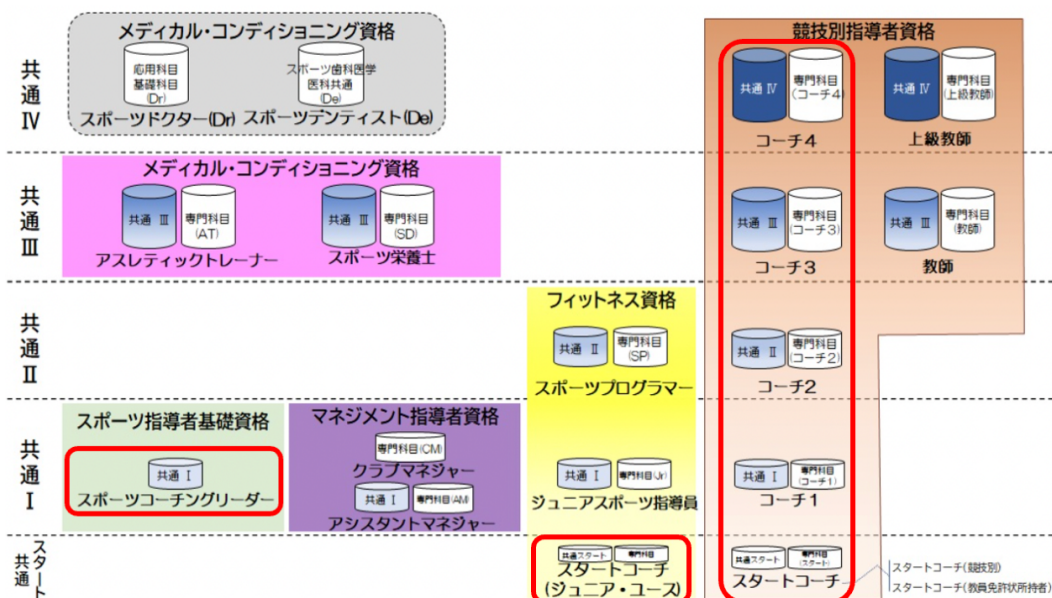 メディカル・コンディショニング資格
競技別指導者資格
共通Ⅳ
応用科目
基礎科目
(Dr)
スポーツドクター(Dr)
スポーツ歯科医学
医科共通
(De)
スポーツデンティスト(De)
共通 Ⅳ
専門科目
(コーチ4)
コーチ4
共通 Ⅳ
専門科目
(上級教師)
上級教師
共通Ⅲ
メディカル・コンディショニング資格
共通 Ⅲ
専門科目
(AT)
アスレティックトレーナー
共通 Ⅲ
専門科目
(SD)
スポーツ栄養士
共通 Ⅲ
専門科目
(コーチ3)
コーチ3
共通 Ⅲ
専門科目
(教師)
教師
共通Ⅱ
フィットネス資格
共通 Ⅱ
専門科目
(SP)
スポーツプログラマー
共通 Ⅱ
専門科目
(コーチ2)
コーチ2
共通Ⅰ
スポーツ指導者基礎資格
共通 Ⅰ
スポーツコーチングリーダー
マネジメント指導者資格
専門科目(CM)
クラブマネジャー
共通 Ⅰ
専門科目(AM)
アシスタントマネジャー
共通 Ⅰ
専門科目(Jr)
ジュニアスポーツ指導員
共通 Ⅰ
専門科目
(コーチ1)
コーチ1
共通
スタート
共通スタート
専門科目
スタートコーチ
(ジュニア・ユース)
共通スタート
専門科目
(スタート)
スタートコーチ
スタートコーチ(競技別)
スタートコーチ(教員免許状所持者)